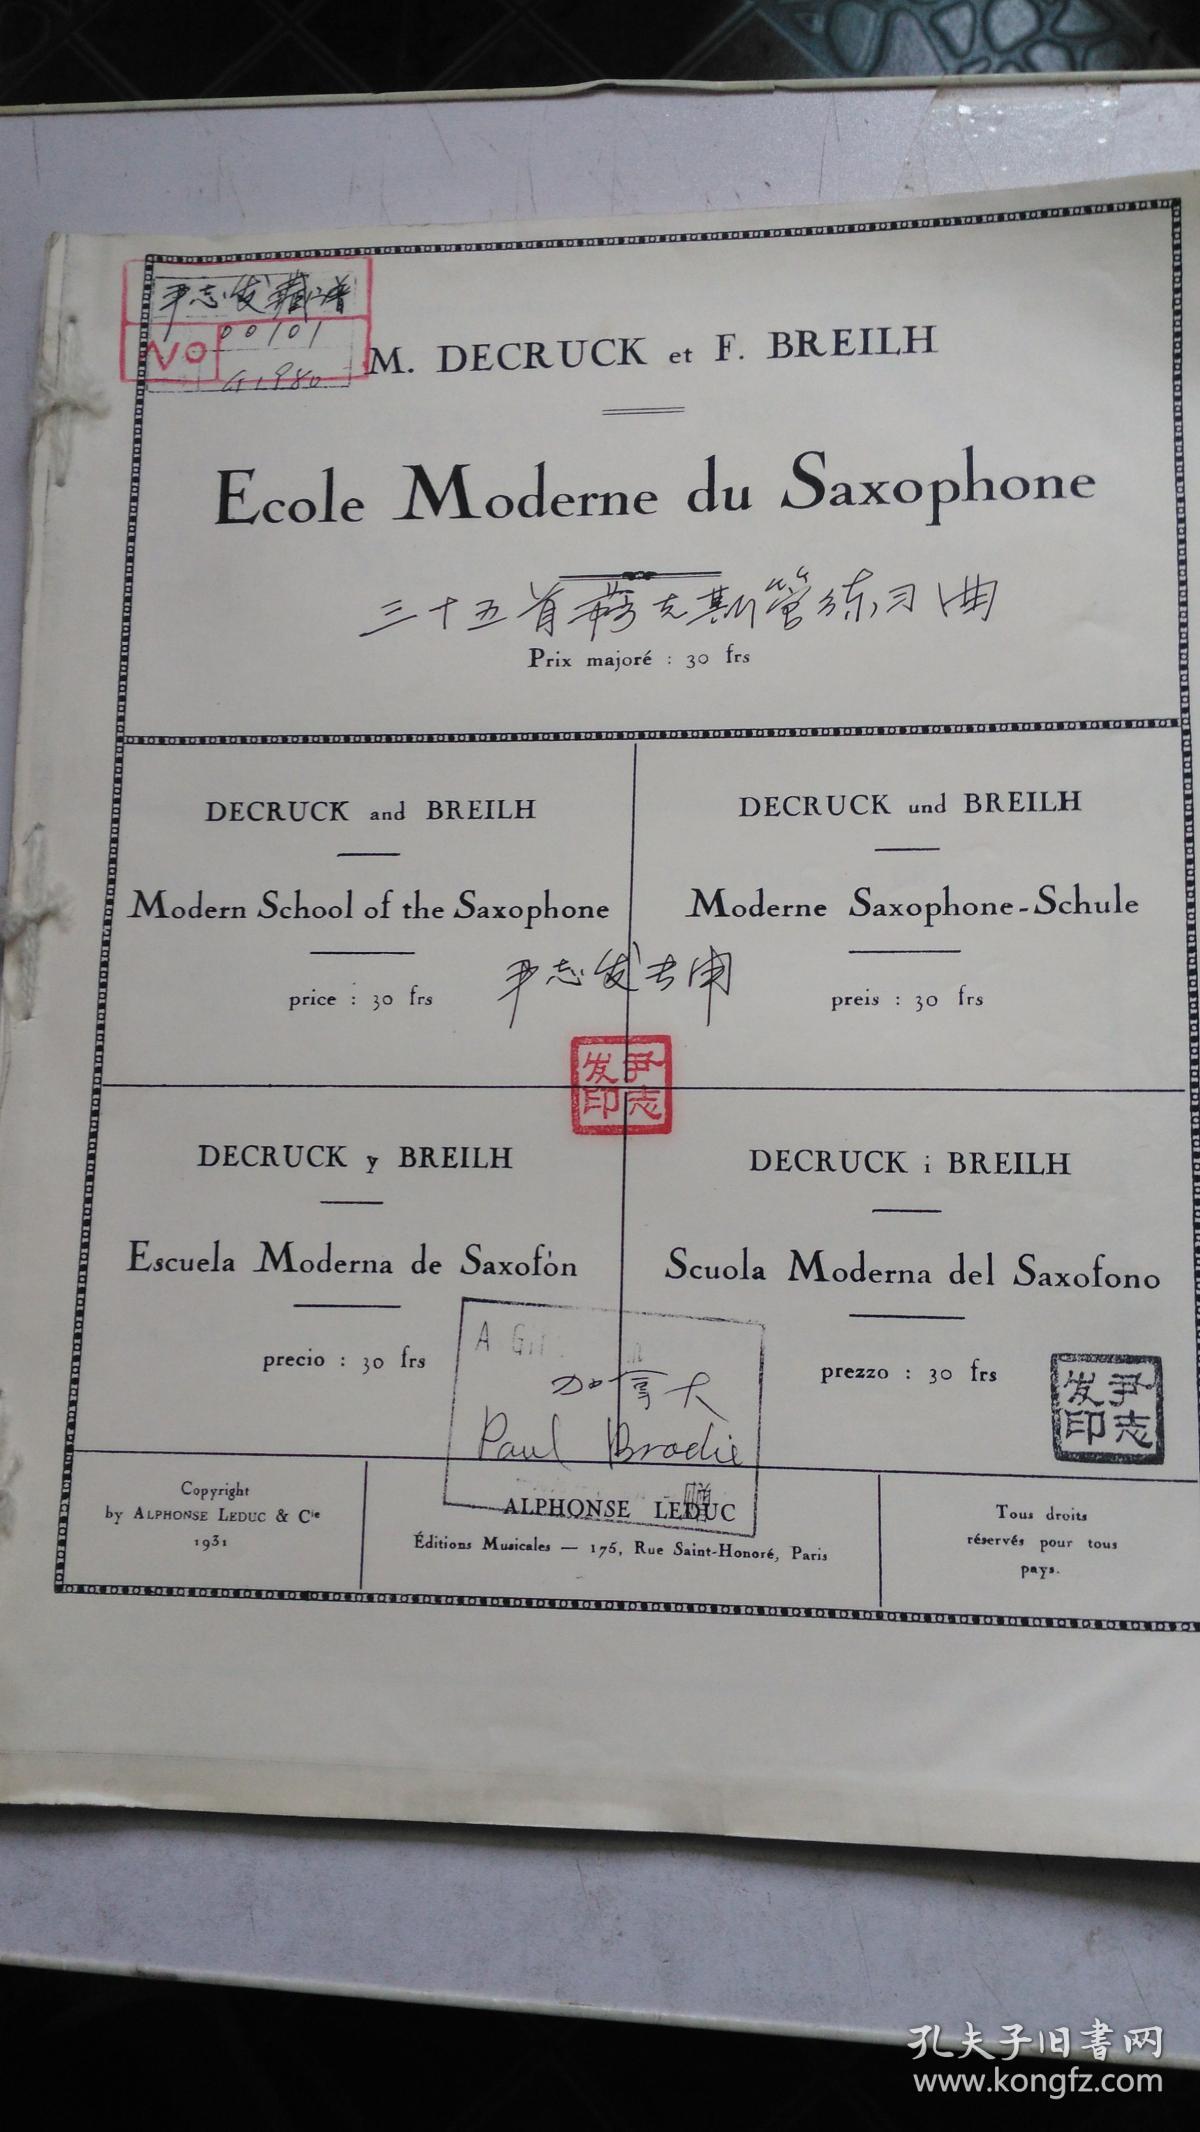 尹志发藏谱
NO 00101
G1980
M. DECRUCK et F. BREILH
Ecole Moderne du Saxophone
三十五首萨克斯管练习曲
Prix majoré : 30 frs
DECRUCK and BREILH
Modern School of the Saxophone
price : 30 frs
DECRUCK und BREILH
Moderne Saxophone-Schule
preis : 30 frs
尹志发专用
尹志发印
DECRUCK y BREILH
Escuela Moderna de Saxofòn
precio : 30 frs
DECRUCK i BREILH
Scuola Moderna del Saxofono
prezzo : 30 frs
A
加拿大
Paul Brodie
尹志发印
Copyright
by ALPHONSE LEDUC & Cie
1931
ALPHONSE LEDUC
Éditions Musicales — 175, Rue Saint-Honoré, Paris
Tous droits
réservés pour tous
pays.
孔夫子旧书网
www.kongfz.com